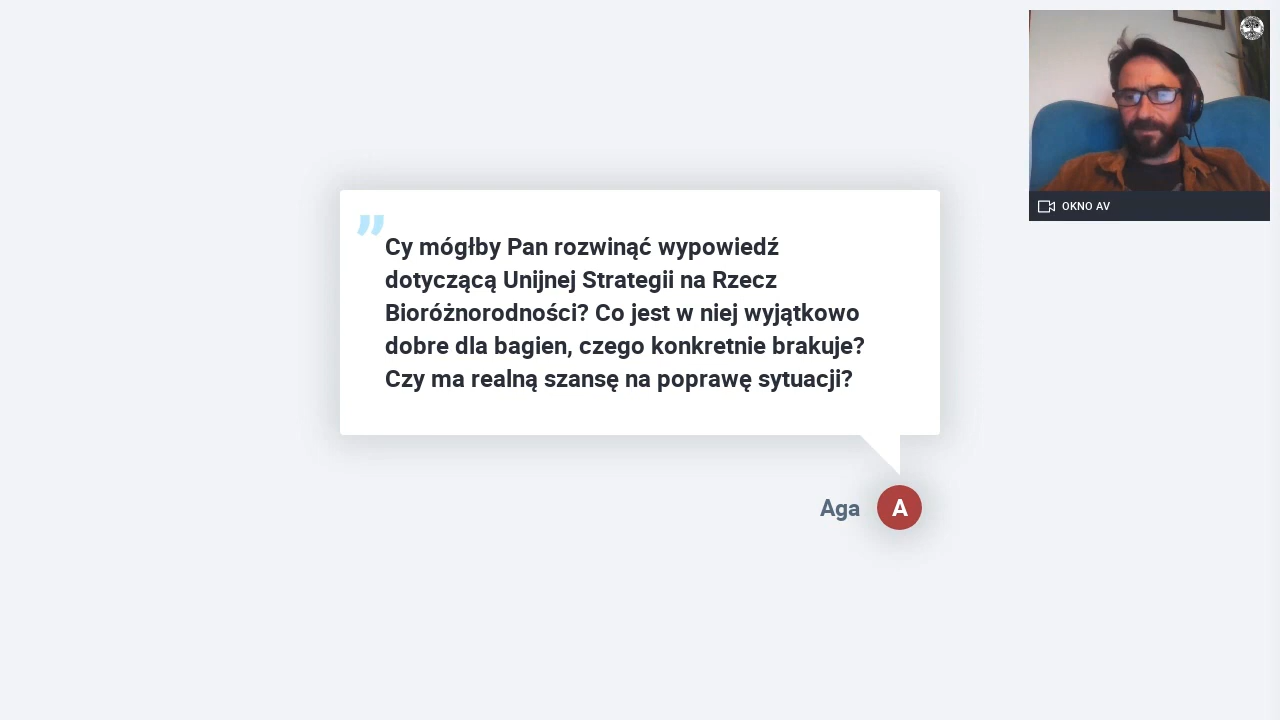 Cy mógłby Pan rozwinąć wypowiedź
dotyczącą Unijnej Strategii na Rzecz
Bioróżnorodności? Co jest w niej wyjątkowo
dobre dla bagien, czego konkretnie brakuje?
Czy ma realną szansę na poprawę sytuacji?
Aga
A
OKNO AV